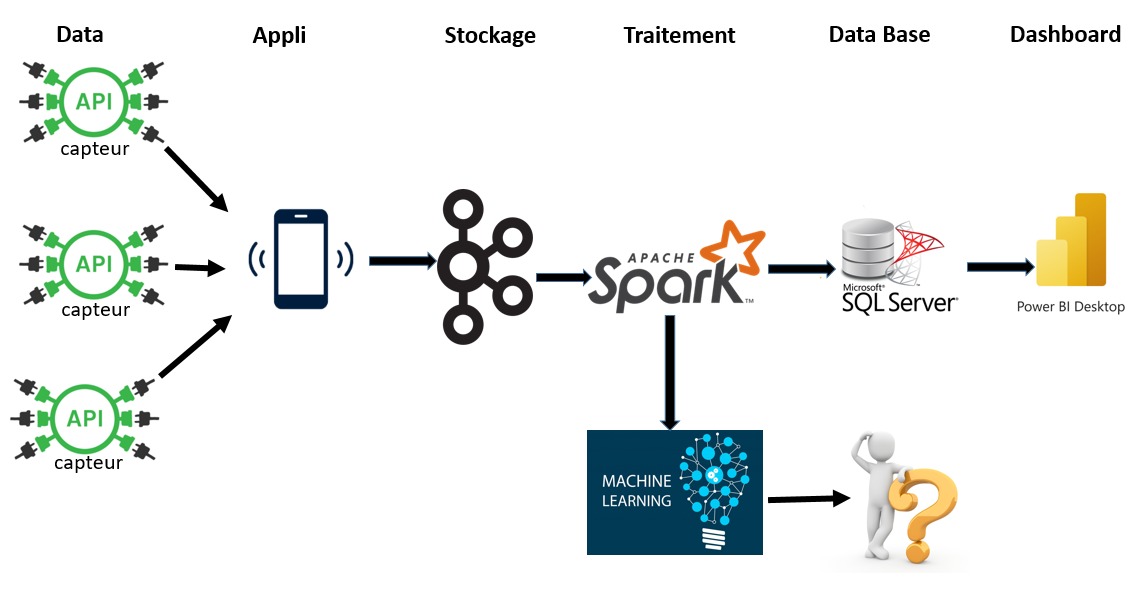 Data
Appli
Stockage
Traitement
Data Base
Dashboard
API
capteur
API
capteur
API
capteur
APACHE
Spark™
Microsoft®
SQL Server®
Power BI Desktop
MACHINE
LEARNING
?